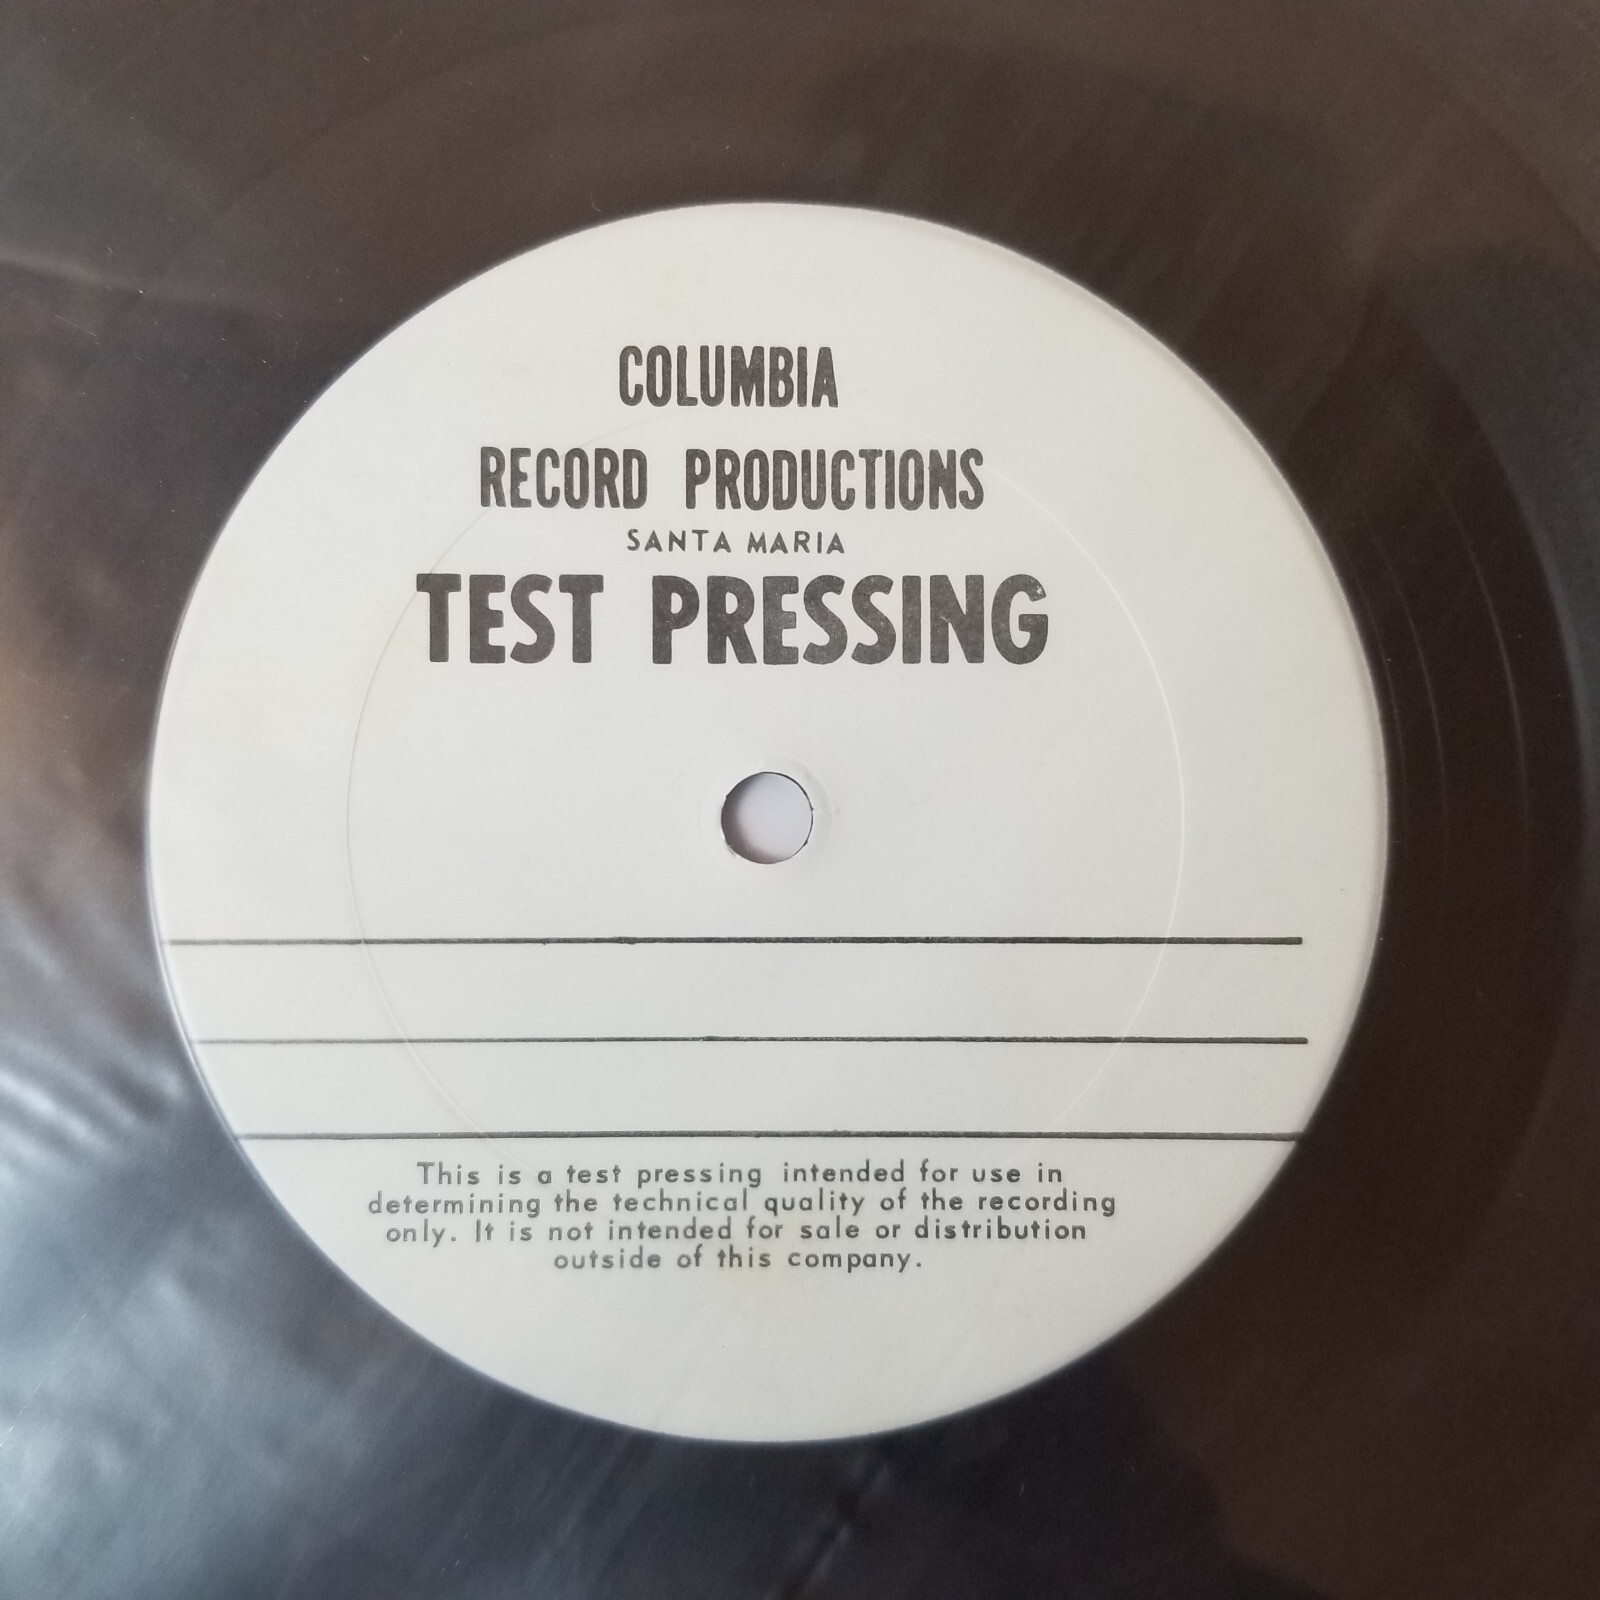 COLUMBIA
RECORD PRODUCTIONS
SANTA MARIA
TEST PRESSING
This is a test pressing intended for use in
determining the technical quality of the recording
only. It is not intended for sale or distribution
outside of this company.